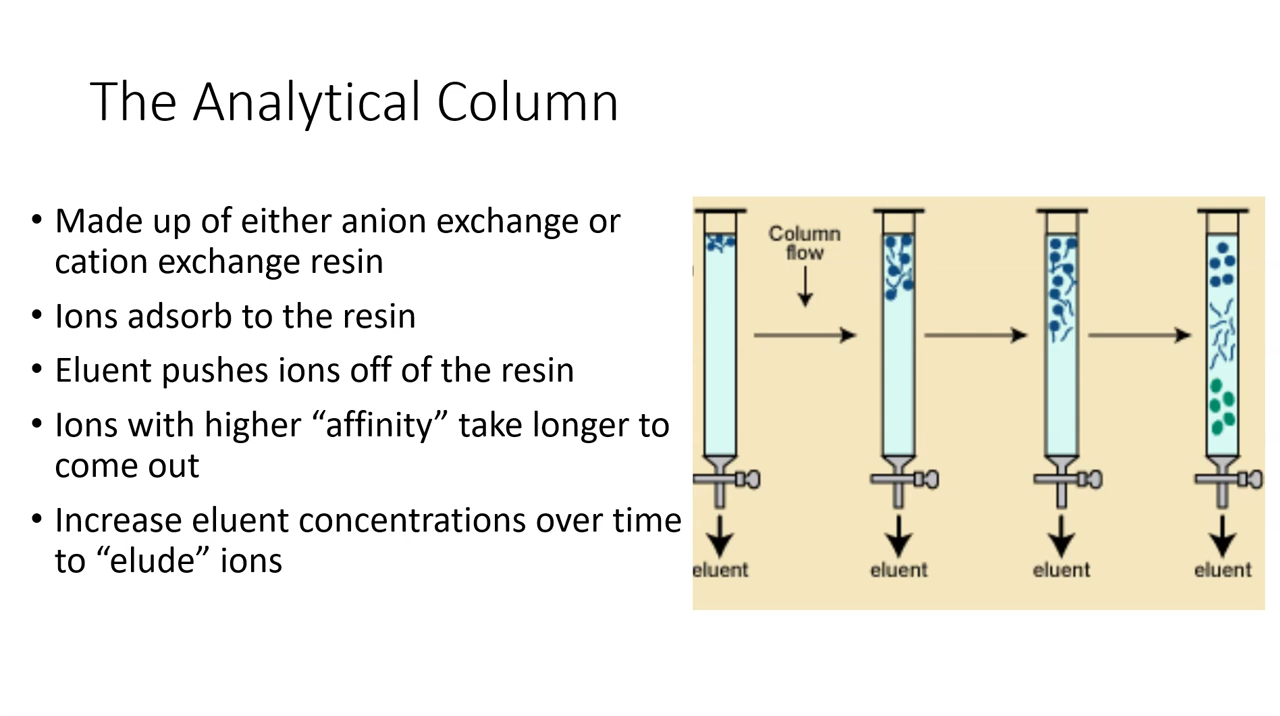 The Analytical Column
• Made up of either anion exchange or
cation exchange resin
• Ions adsorb to the resin
• Eluent pushes ions off of the resin
• Ions with higher “affinity” take longer to
come out
• Increase eluent concentrations over time
to “elude” ions
Column
flow
eluent
eluent
eluent
eluent